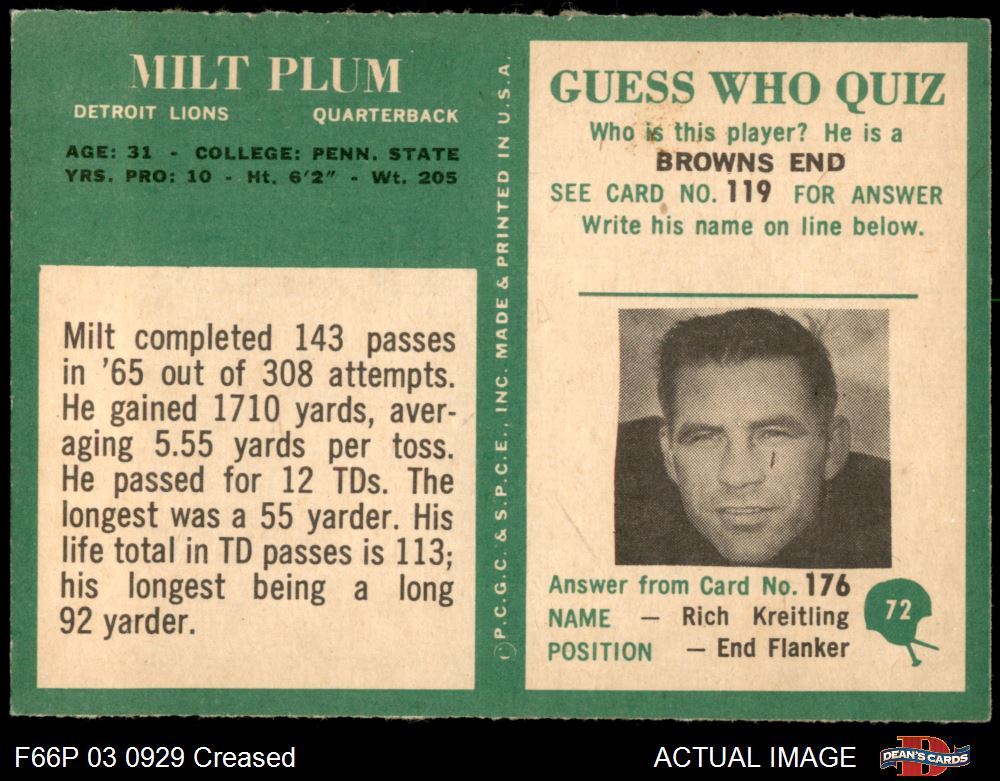 MILT PLUM
DETROIT LIONS QUARTERBACK
AGE: 31 - COLLEGE: PENN. STATE
YRS. PRO: 10 - Ht. 6'2" - Wt. 205
Milt completed 143 passes
in '65 out of 308 attempts.
He gained 1710 yards, aver-
aging 5.55 yards per toss.
He passed for 12 TDs. The
longest was a 55 yarder. His
life total in TD passes is 113;
his longest being a long
92 yarder.
© P.C.G.C. & S.P.C.E., INC. MADE & PRINTED IN U.S.A.
GUESS WHO QUIZ
Who is this player? He is a
BROWNS END
SEE CARD NO. 119 FOR ANSWER
Write his name on line below.
Answer from Card No. 176
NAME — Rich Kreitling
POSITION — End Flanker
72
F66P 03 0929 Creased
ACTUAL IMAGE
D
DEAN'S CARDS